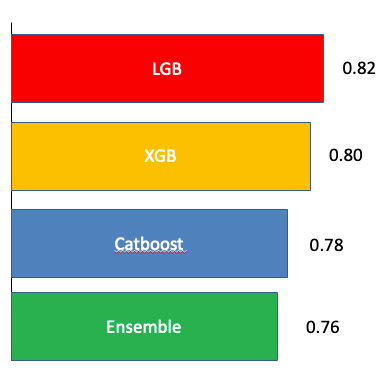 LGB 0.82
XGB 0.80
Catboost 0.78
Ensemble 0.76